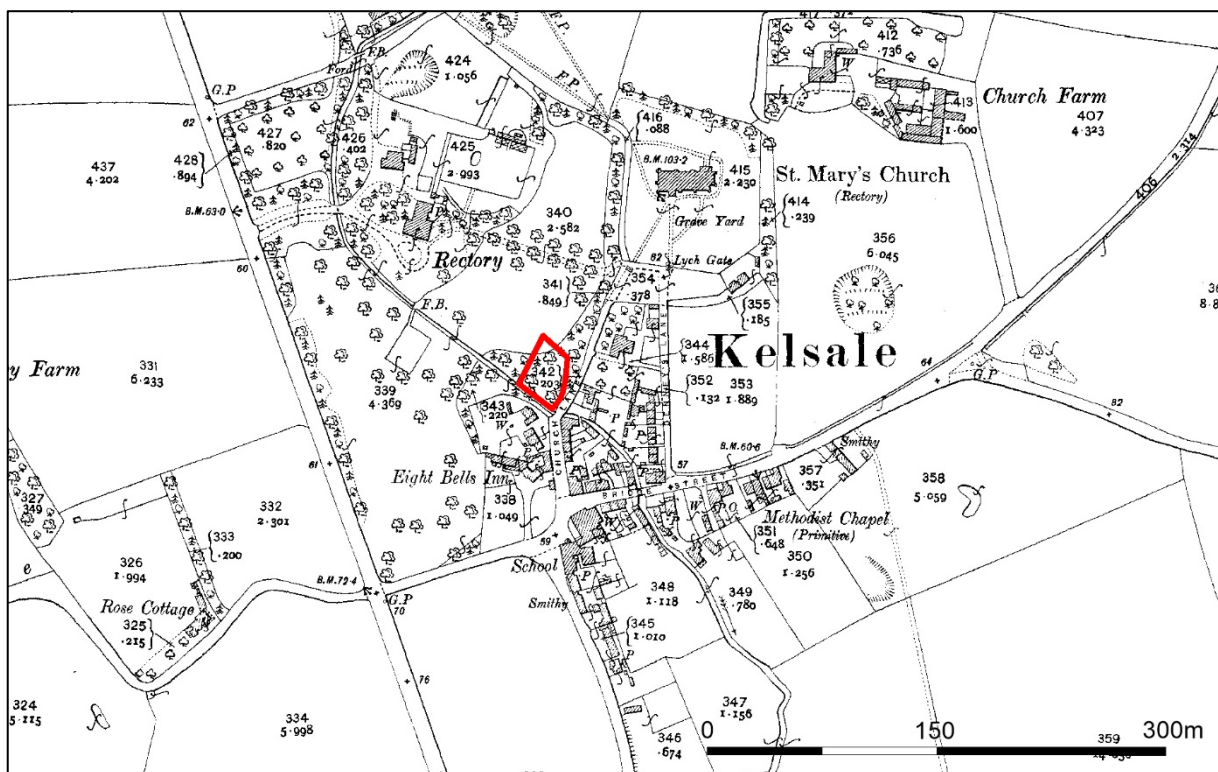 417
374
412
.736
W
424
1.056
F.B.
Ford
F.P.
G.P
62
427
.820
426
.402
425
2.993
416
.088
413
1.600
Church Farm
407
4.323
2.314
406
437
4.202
428
.894
B.M.103.2
415
2.230
St. Mary's Church
(Rectory)
414
.239
B.M.63.0
340
2.582
Grave Yard
356
6.045
60
Rectory
82
Lych Gate
341
.849
354
378
355
.185
F.B.
344
1.586
Kelsale
64
G.P
y Farm
331
6.233
342
.203
352
.132
353
1.889
339
4.369
343
.220
W
P
82
CHURCH
LANE
B.M.60.6
Smithy
61
57
Eight Bells Inn
338
1.049
BRIDGE STREET
357
.351
358
5.059
327
.349
332
2.301
333
.200
W
P.O.
Methodist Chapel
(Primitive)
351
.648
350
1.256
59
School
W
P
e
326
1.994
B.M.72.4
G.P
70
Smithy
348
1.118
349
.780
Rose Cottage
325
.215
345
1.010
P
76
324
5.115
334
5.998
347
1.156
346
.674
0 150 300m
359